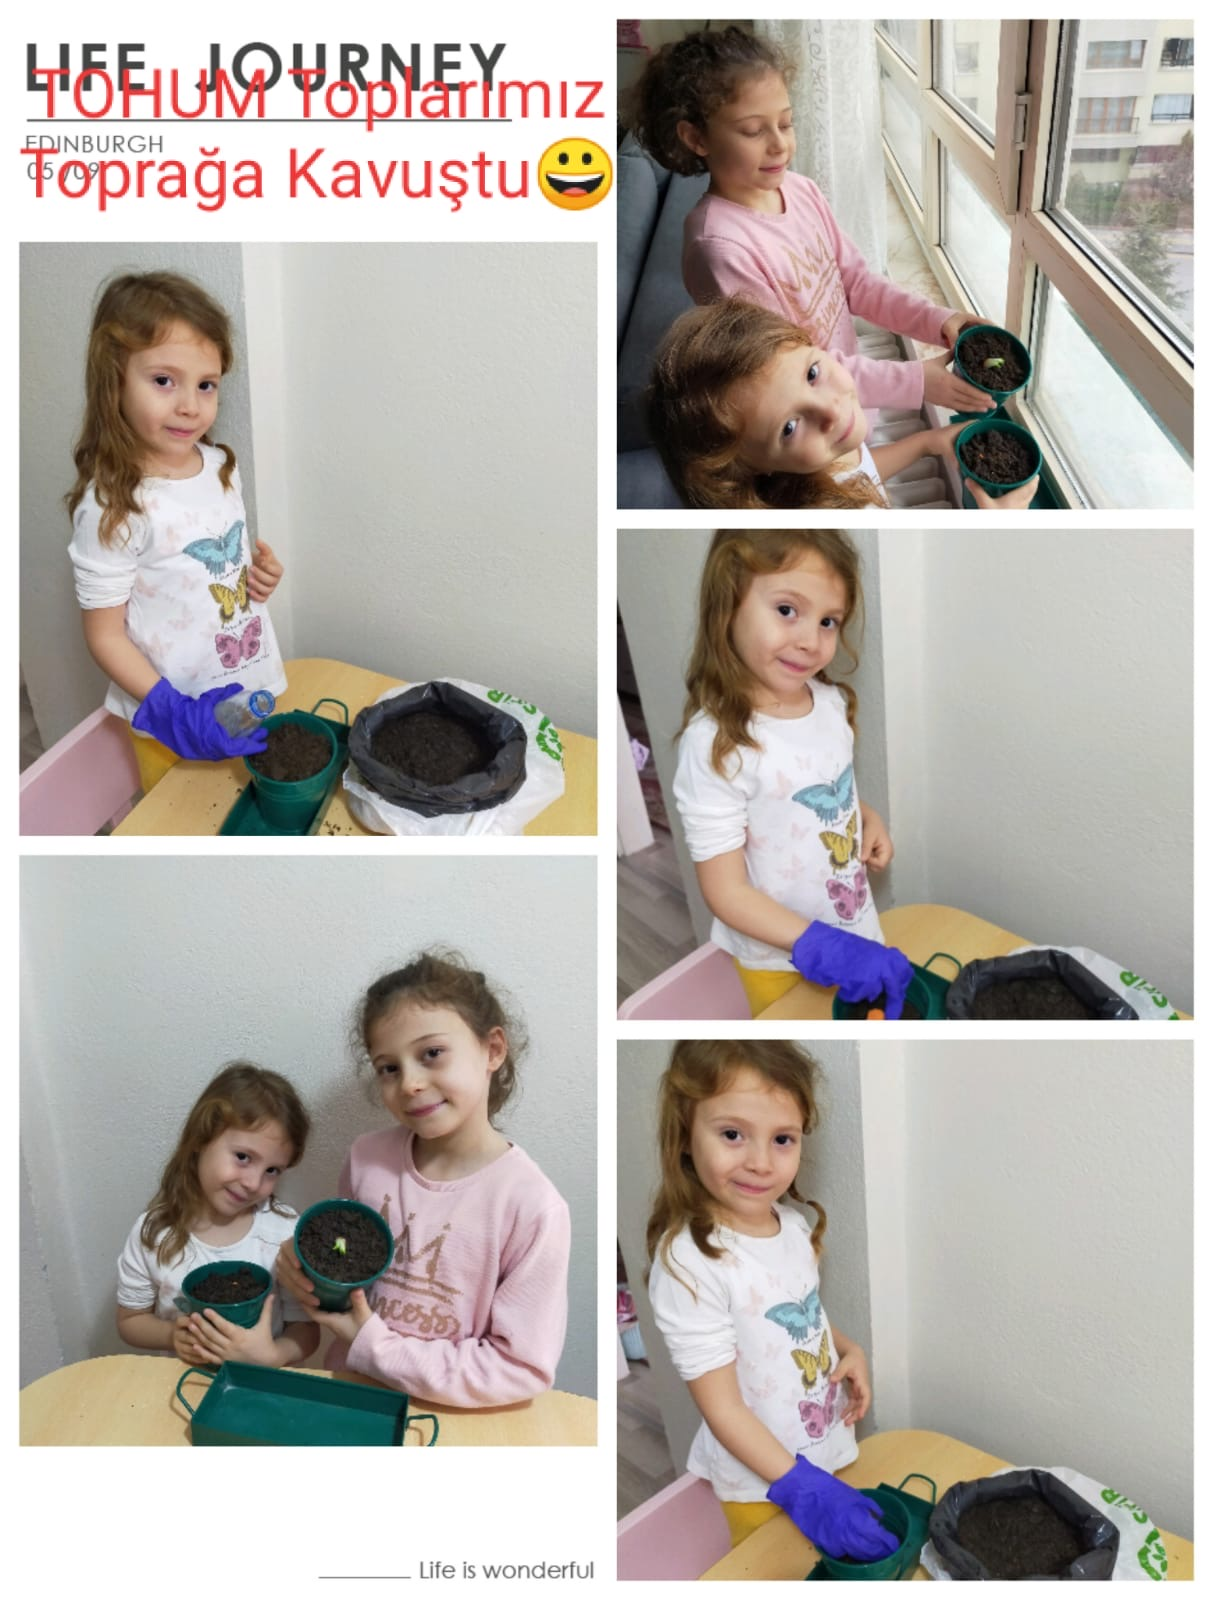 LIFE JOURNEY
TOHUM Toplarımız
EDINBURGH
Toprağa Kavuştu😀
Life is wonderful